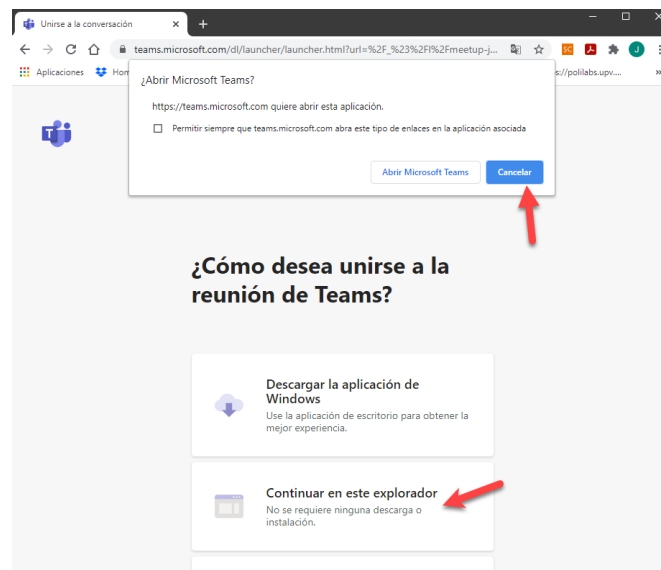 Unirse a la conversación
teams.microsoft.com/dl/launcher/launcher.html?url=%2F_%23%2Fl%2Fmeetup-j...
Aplicaciones
s://polilabs.upv....
¿Abrir Microsoft Teams?
https://teams.microsoft.com quiere abrir esta aplicación.
Permitir siempre que teams.microsoft.com abra este tipo de enlaces en la aplicación asociada
Abrir Microsoft Teams Cancelar
¿Cómo desea unirse a la
reunión de Teams?
Descargar la aplicación de
Windows
Use la aplicación de escritorio para obtener la
mejor experiencia.
Continuar en este explorador
No se requiere ninguna descarga o
instalación.